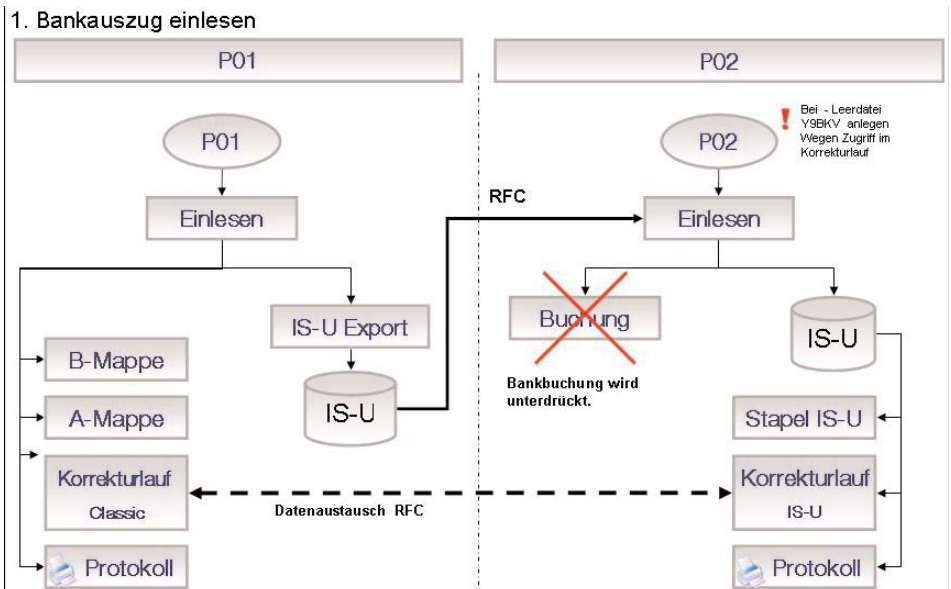 1. Bankauszug einlesen
P01
P01
Einlesen
IS-U Export
IS-U
B-Mappe
A-Mappe
Korrekturlauf
Classic
Protokoll
RFC
Datenaustausch RFC
P02
P02
Bei - Leerdatei
Y9BKV anlegen
Wegen Zugriff im
Korrekturlauf
Einlesen
Buchung
Bankbuchung wird
unterdrückt.
IS-U
Stapel IS-U
Korrekturlauf
IS-U
Protokoll